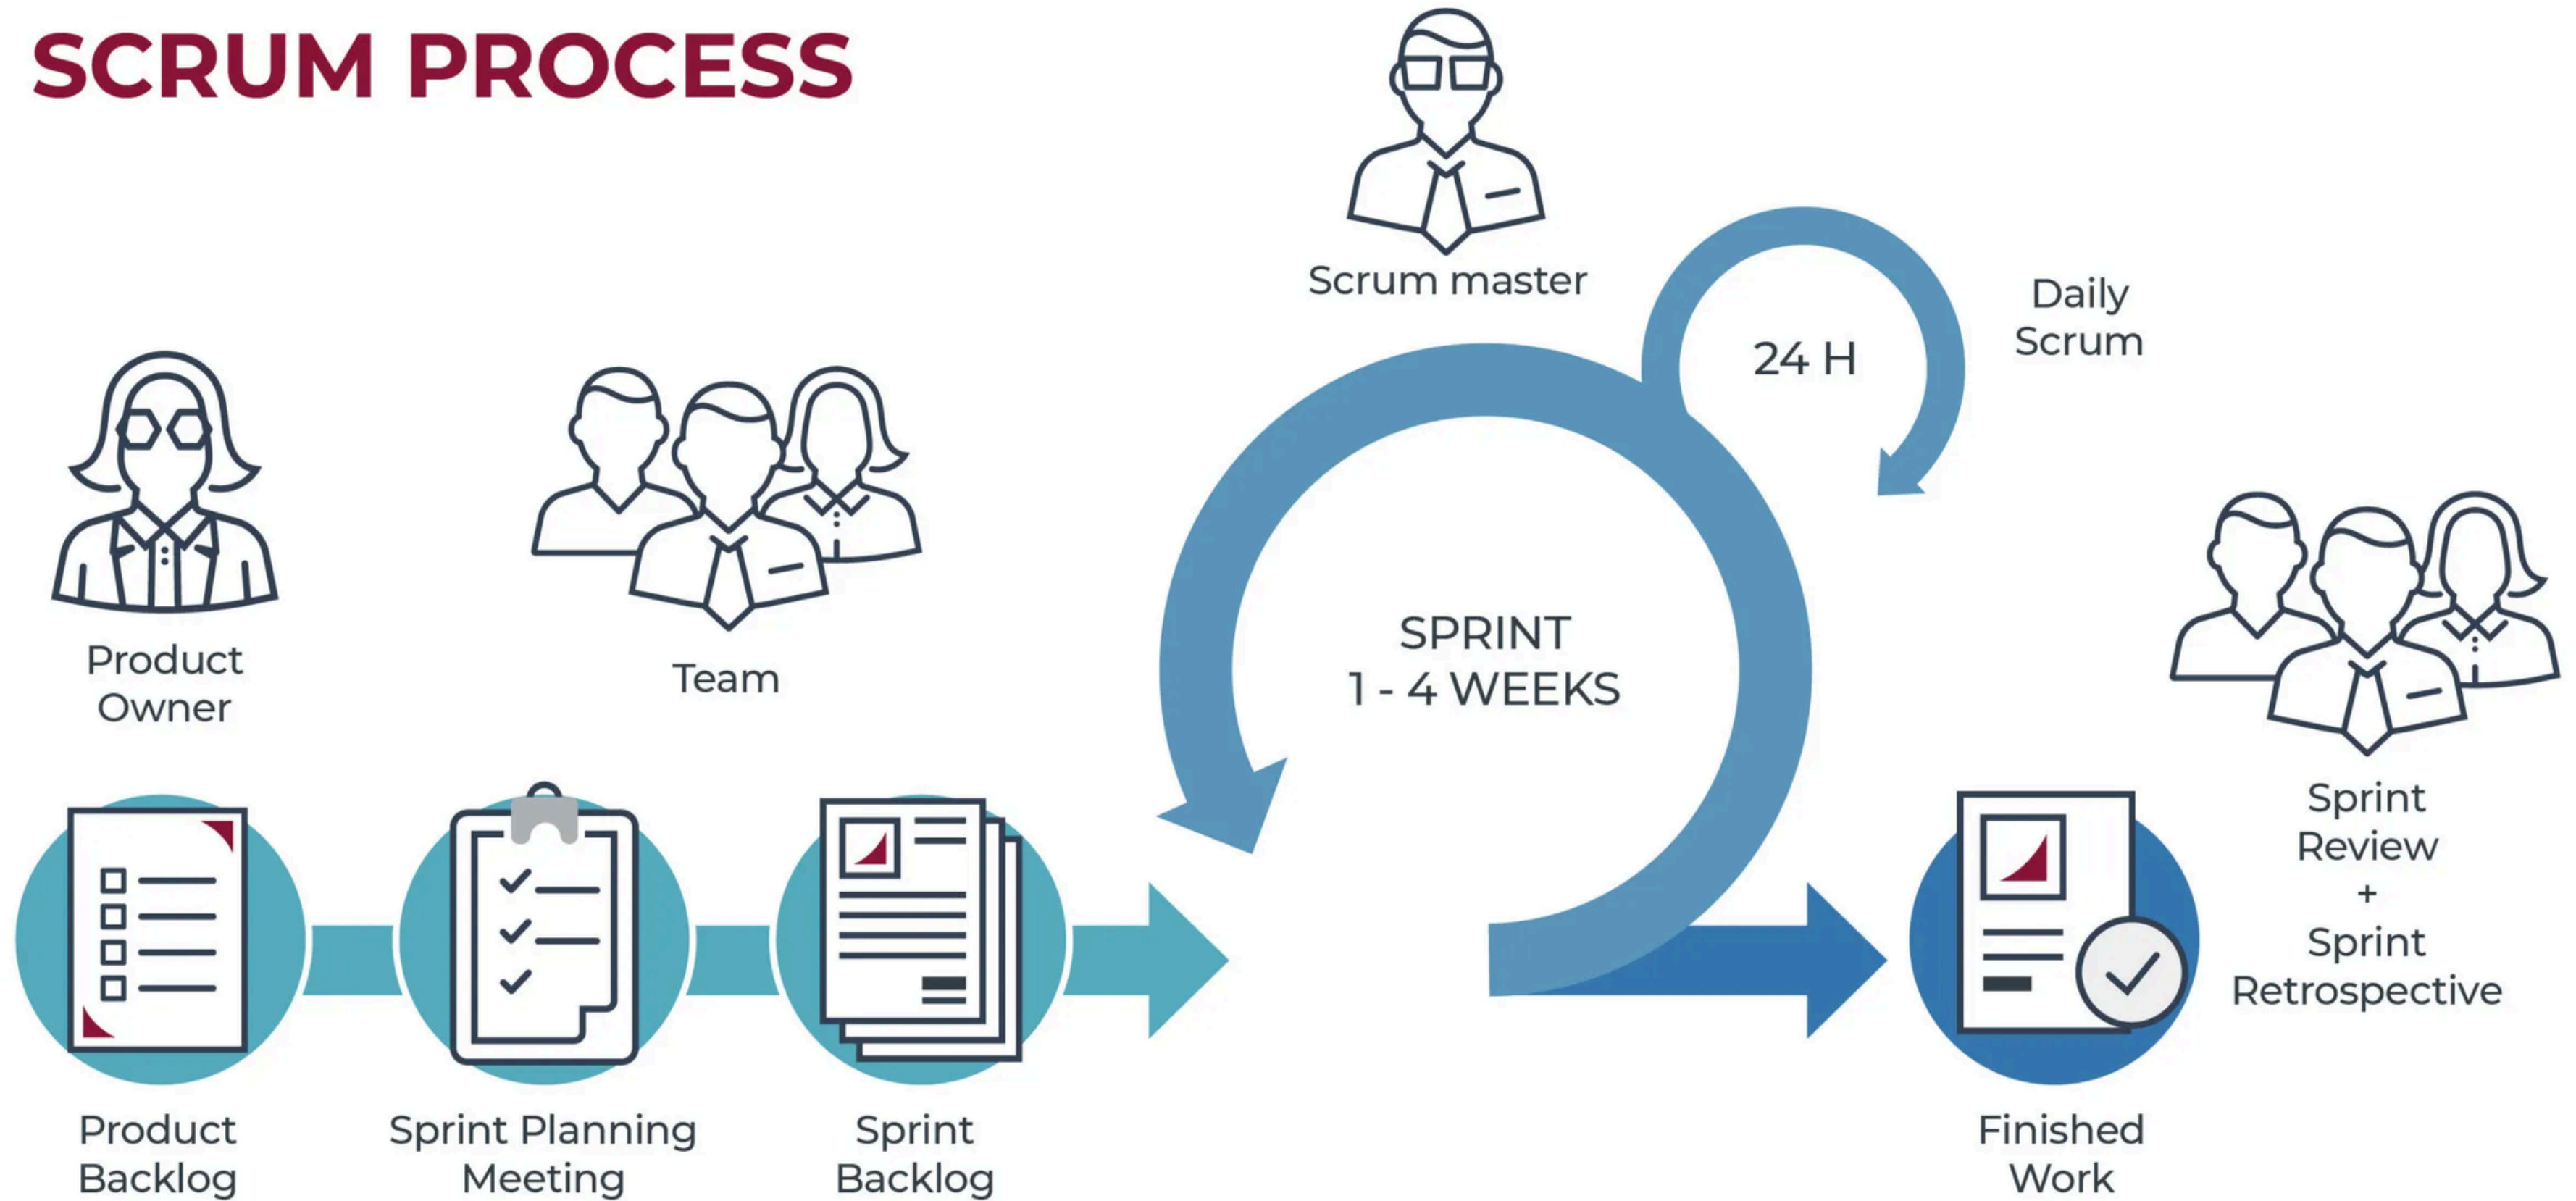 SCRUM PROCESS
Scrum master
Daily
Scrum
24 H
Product
Owner
Team
SPRINT
1 - 4 WEEKS
Sprint
Review
+
Sprint
Retrospective
Product
Backlog
Sprint Planning
Meeting
Sprint
Backlog
Finished
Work